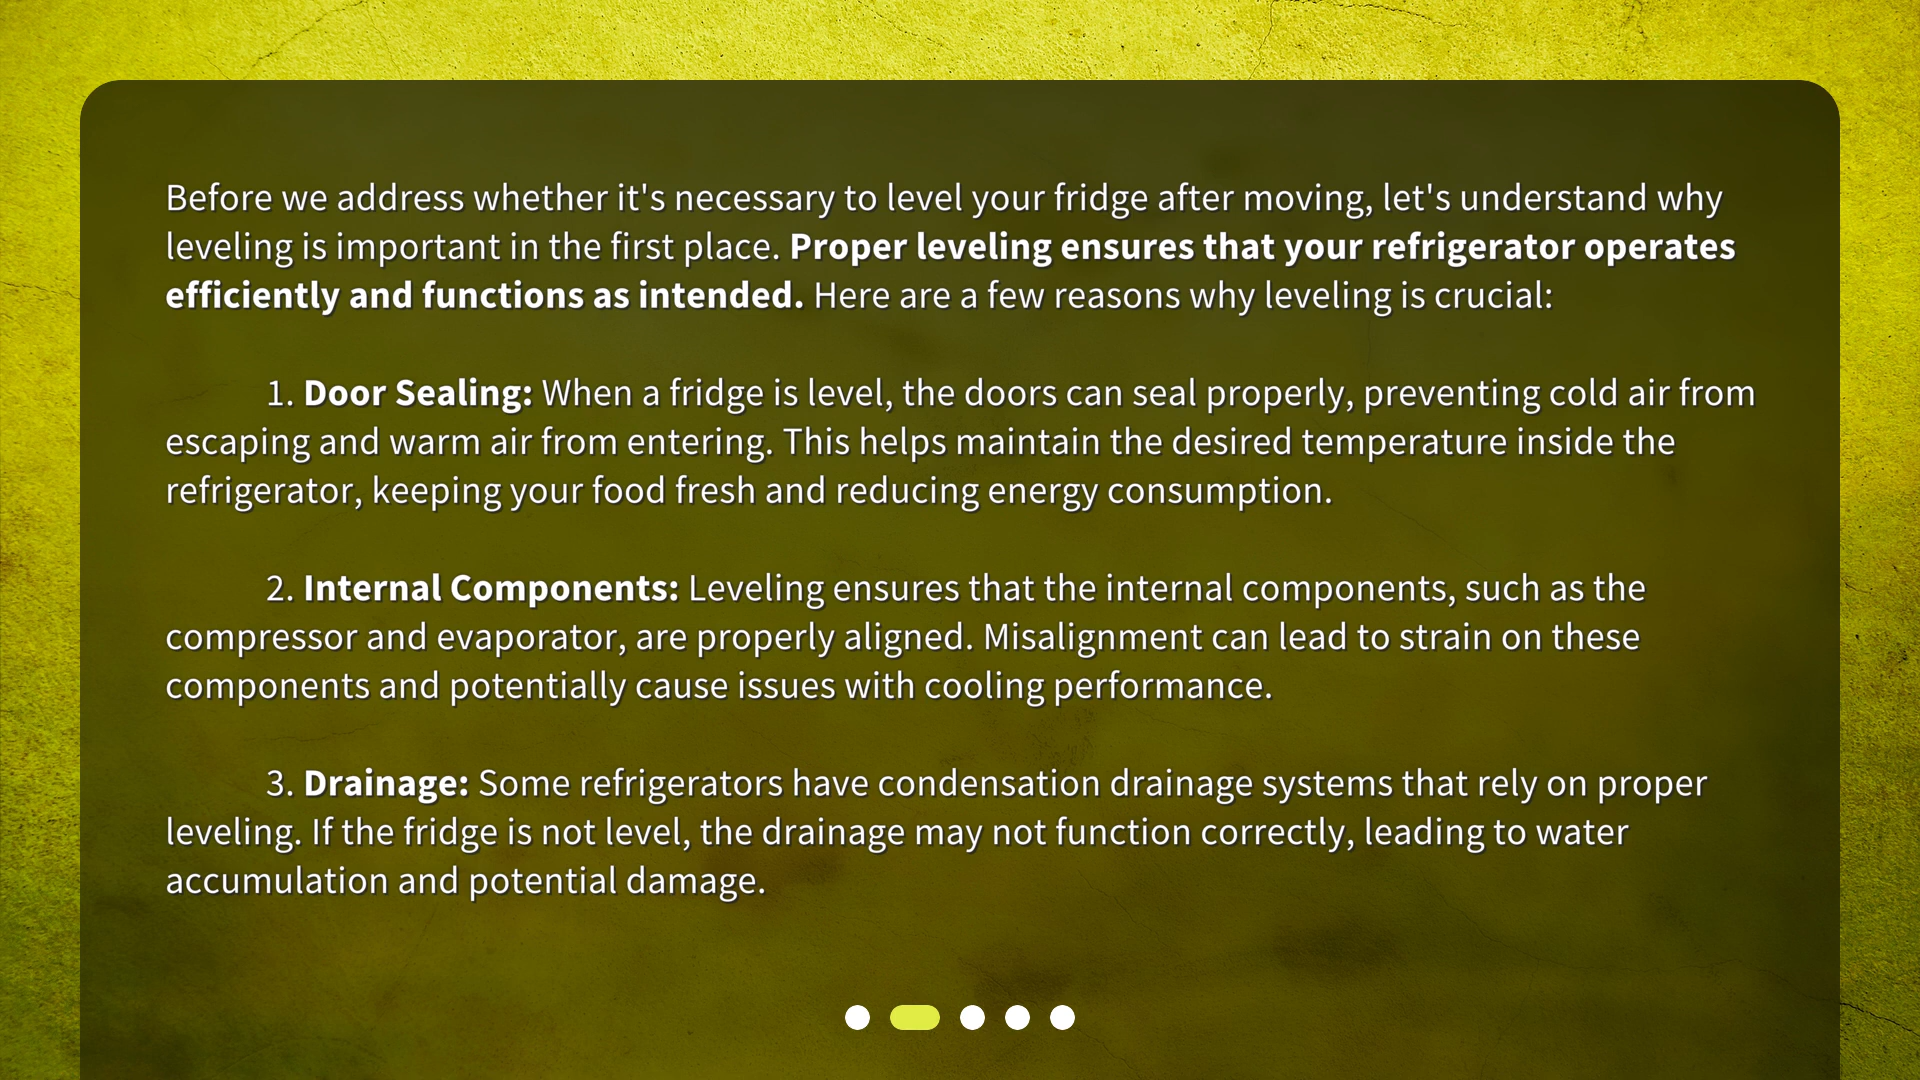 Before we address whether it's necessary to level your fridge after moving, let's understand why
leveling is important in the first place. Proper leveling ensures that your refrigerator operates
efficiently and functions as intended. Here are a few reasons why leveling is crucial:
1. Door Sealing: When a fridge is level, the doors can seal properly, preventing cold air from
escaping and warm air from entering. This helps maintain the desired temperature inside the
refrigerator, keeping your food fresh and reducing energy consumption.
2. Internal Components: Leveling ensures that the internal components, such as the
compressor and evaporator, are properly aligned. Misalignment can lead to strain on these
components and potentially cause issues with cooling performance.
3. Drainage: Some refrigerators have condensation drainage systems that rely on proper
leveling. If the fridge is not level, the drainage may not function correctly, leading to water
accumulation and potential damage.